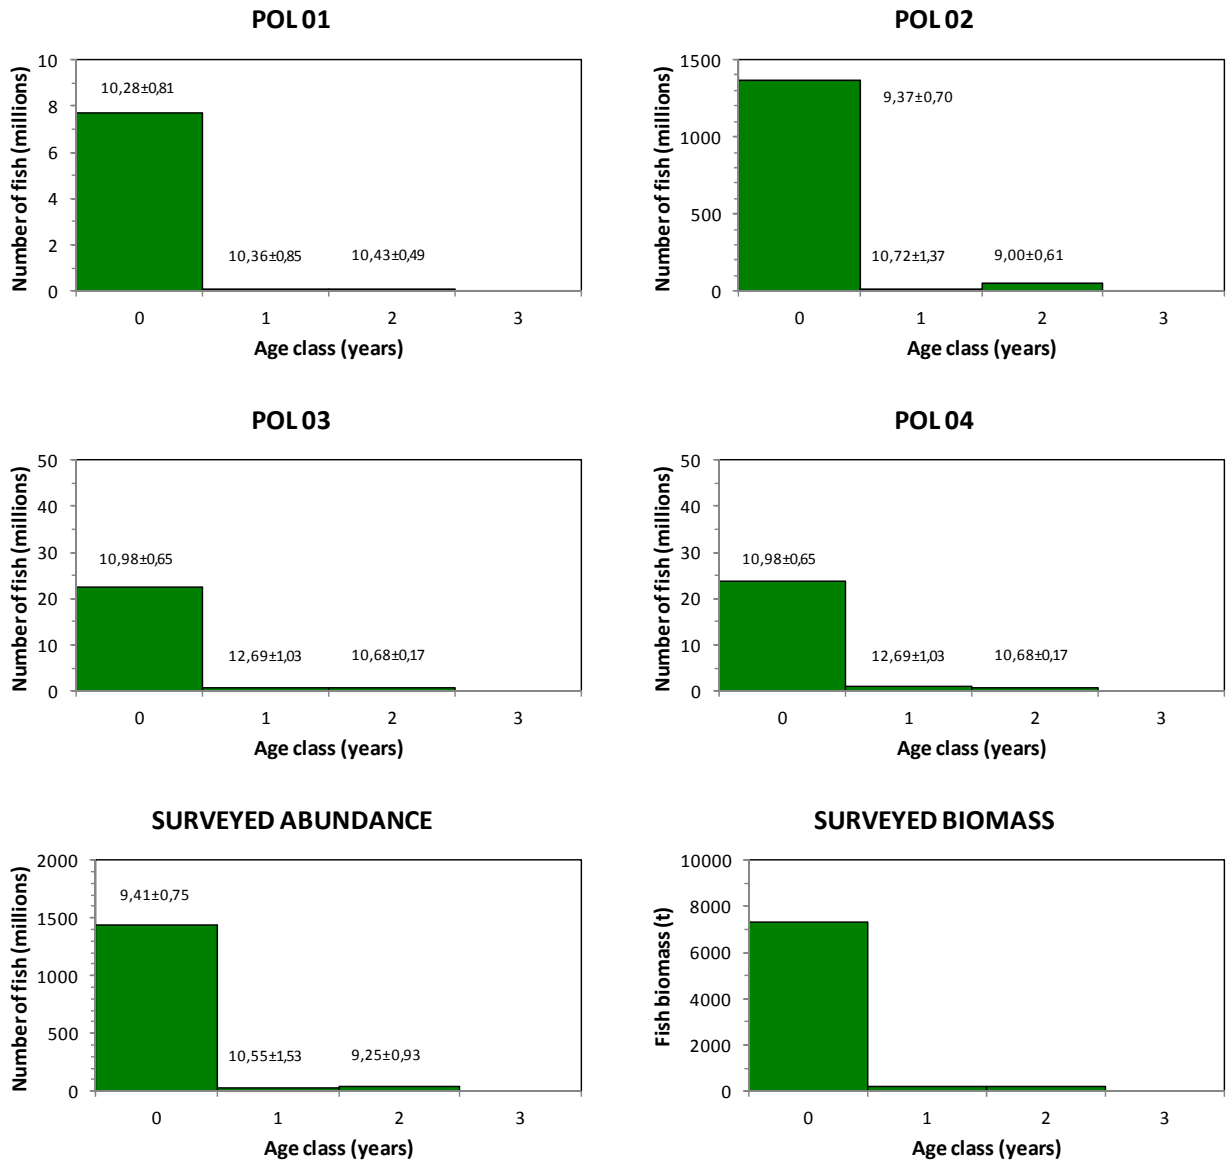 POL 01
Number of fish (millions)
10
8
6
4
2
0
10,28±0,81
10,36±0,85
10,43±0,49
0 1 2 3
Age class (years)
POL 02
Number of fish (millions)
1500
1000
500
0
9,37±0,70
10,72±1,37
9,00±0,61
0 1 2 3
Age class (years)
POL 03
Number of fish (millions)
50
40
30
20
10
0
10,98±0,65
12,69±1,03
10,68±0,17
0 1 2 3
Age class (years)
POL 04
Number of fish (millions)
50
40
30
20
10
0
10,98±0,65
12,69±1,03
10,68±0,17
0 1 2 3
Age class (years)
SURVEYED ABUNDANCE
Number of fish (millions)
2000
1500
1000
500
0
9,41±0,75
10,55±1,53
9,25±0,93
0 1 2 3
Age class (years)
SURVEYED BIOMASS
Fish biomass (t)
10000
8000
6000
4000
2000
0
0 1 2 3
Age class (years)